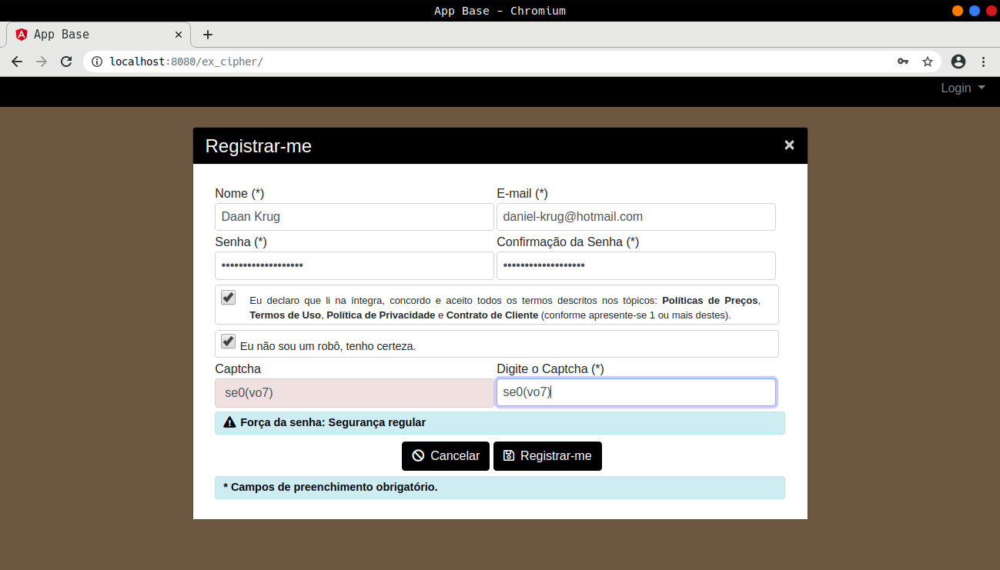 App Base - Chromium
App Base
localhost:8080/ex_cipher/
Login
Registrar-me
Nome (*) E-mail (*)
Daan Krug daniel-krug@hotmail.com
Senha (*) Confirmação da Senha (*)
••••••••••••••••••• •••••••••••••••••••
Eu declaro que li na íntegra, concordo e aceito todos os termos descritos nos tópicos: Políticas de Preços,
Termos de Uso, Política de Privacidade e Contrato de Cliente (conforme apresente-se 1 ou mais destes).
Eu não sou um robô, tenho certeza.
Captcha Digite o Captcha (*)
se0(vo7) se0(vo7)
Força da senha: Segurança regular
Cancelar Registrar-me
* Campos de preenchimento obrigatório.